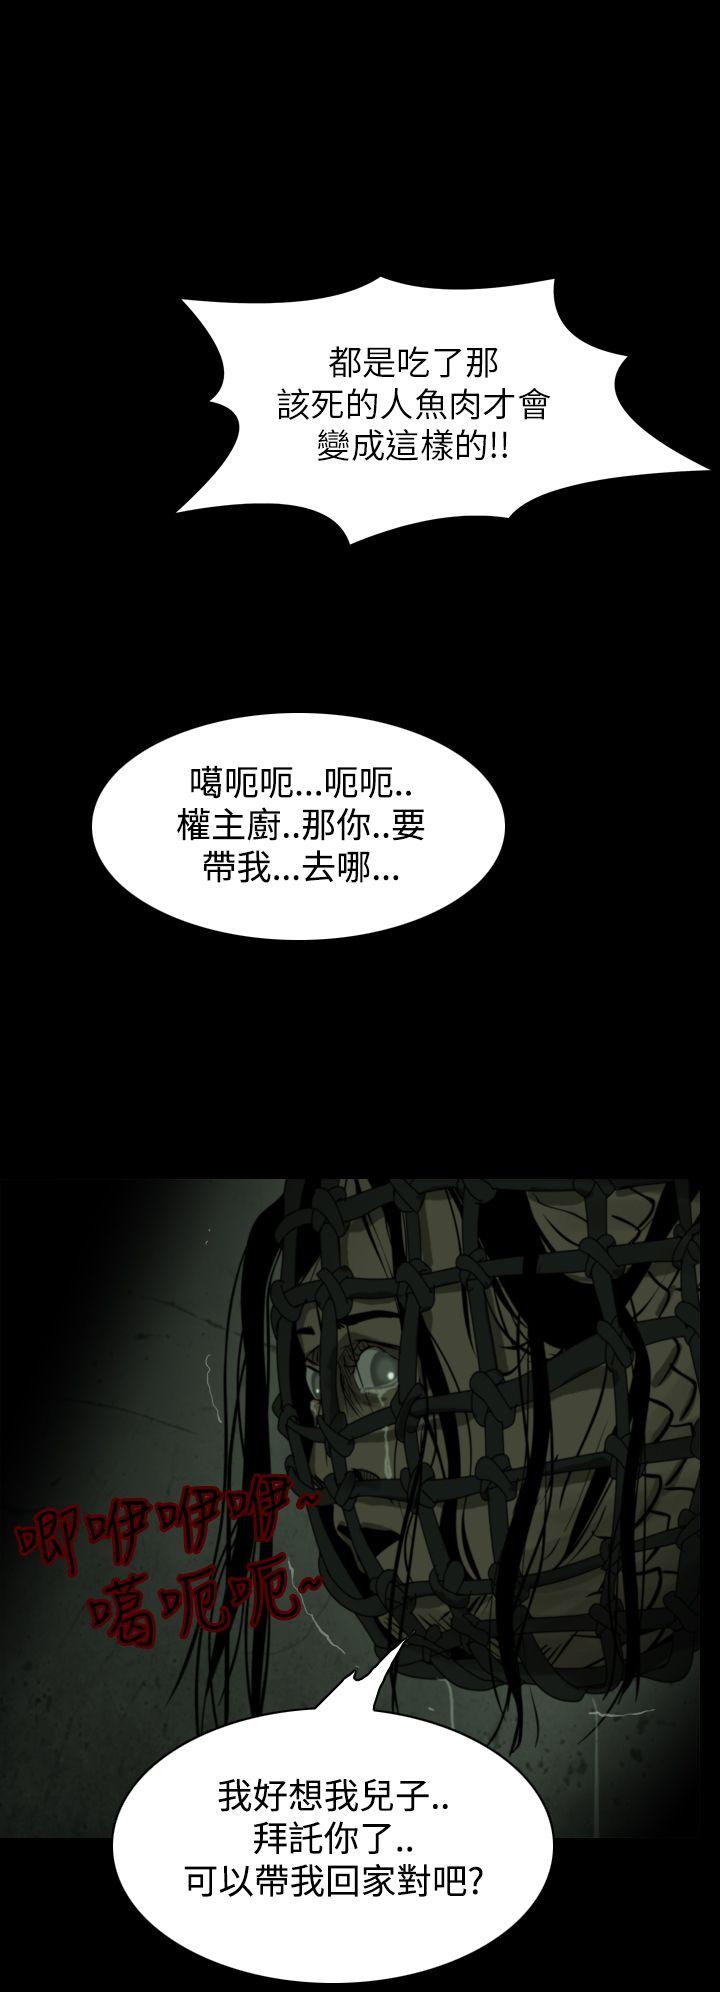 都是吃了那
該死的人魚肉才會
變成這樣的!!
噶呃呃...呃呃..
權主廚..那你..要
帶我...去哪...
唧咿咿咿~
噶呃呃~
我好想我兒子..
拜託你了..
可以帶我回家對吧?